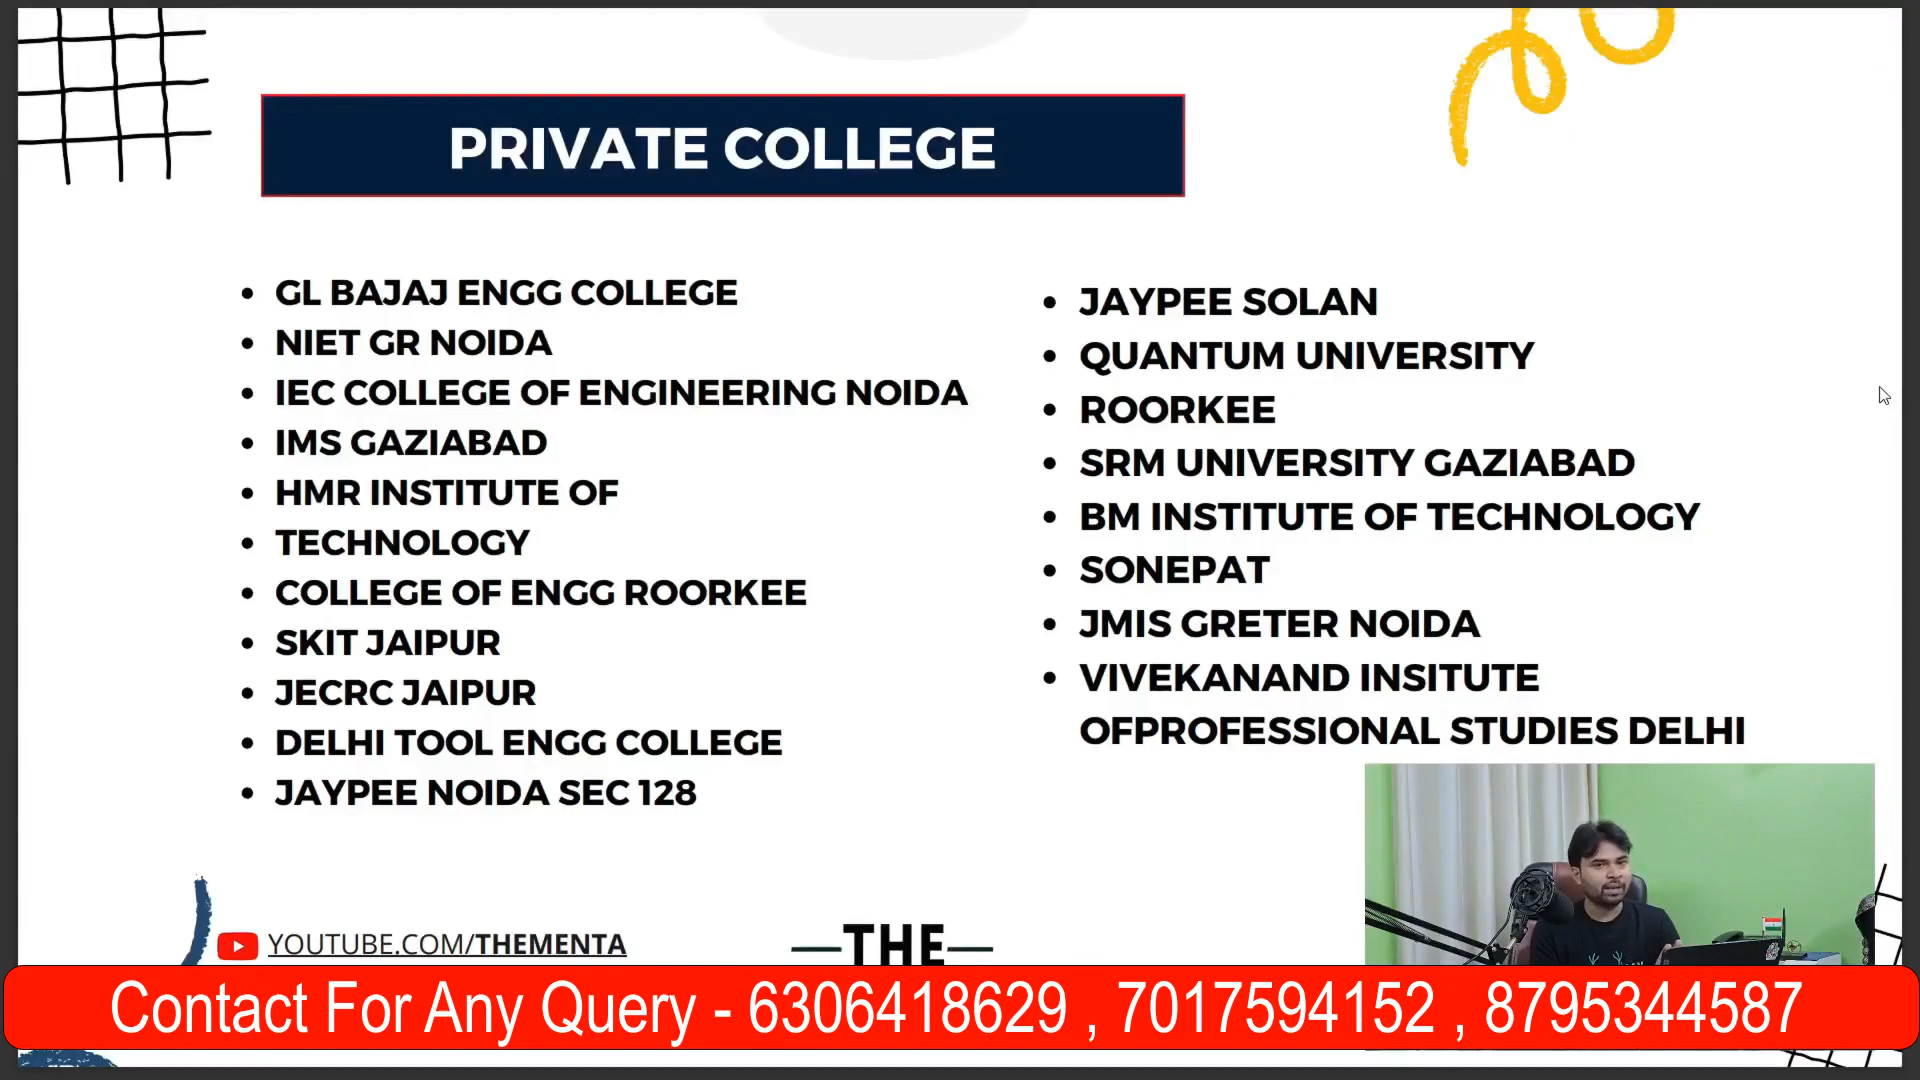 PRIVATE COLLEGE
GL BAJAJ ENGG COLLEGE
NIET GR NOIDA
IEC COLLEGE OF ENGINEERING NOIDA
IMS GAZIABAD
HMR INSTITUTE OF
TECHNOLOGY
COLLEGE OF ENGG ROORKEE
SKIT JAIPUR
JECRC JAIPUR
DELHI TOOL ENGG COLLEGE
JAYPEE NOIDA SEC 128
JAYPEE SOLAN
QUANTUM UNIVERSITY
ROORKEE
SRM UNIVERSITY GAZIABAD
BM INSTITUTE OF TECHNOLOGY
SONEPAT
JMIS GRETER NOIDA
VIVEKANAND INSITUTE
OFPROFESSIONAL STUDIES DELHI
YOUTUBE.COM/THEMENTA
THE
Contact For Any Query - 6306418629 , 7017594152 , 8795344587